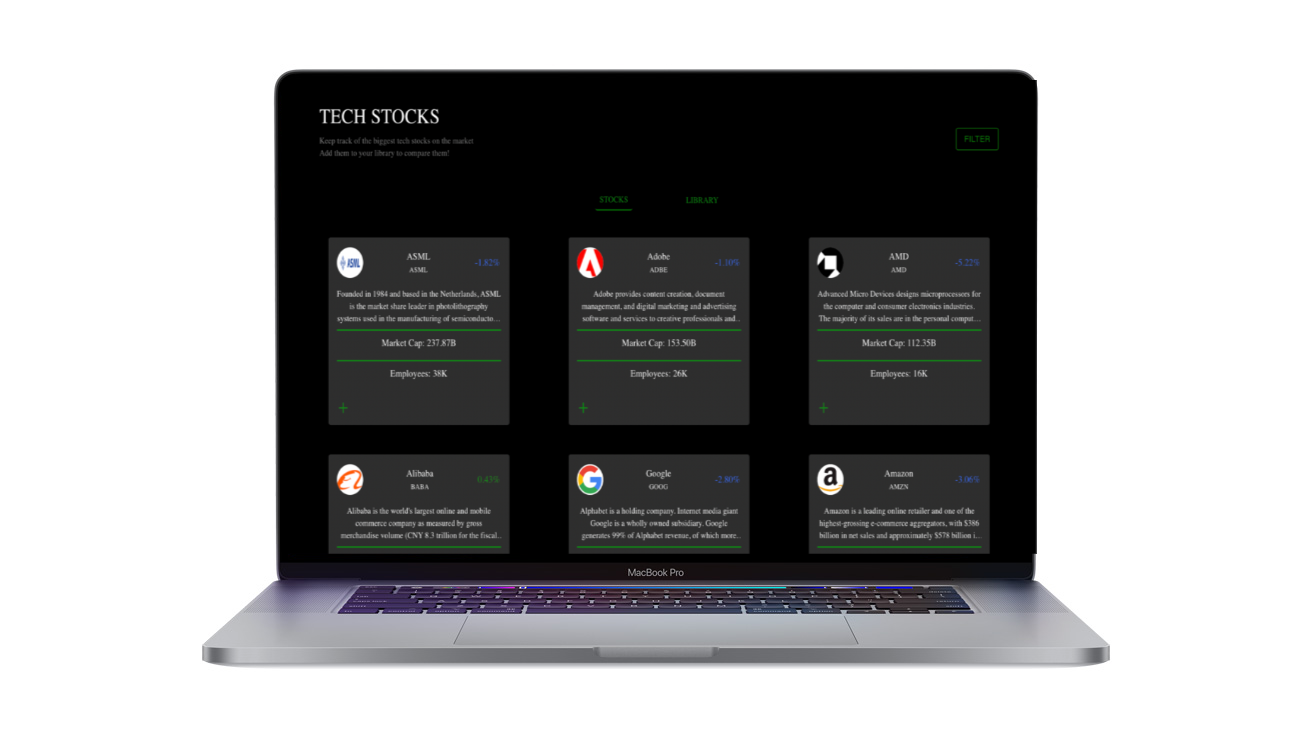 TECH STOCKS
Keep track of the biggest tech stocks on the market
Add them to your library to compare them!
FILTER
STOCKS
LIBRARY
ASML
ASML
ASML
-1.82%
Founded in 1984 and based in the Netherlands, ASML
is the market share leader in photolithography
systems used in the manufacturing of semiconducto...
Market Cap: 237.87B
Employees: 38K
+
Adobe
ADBE
-1.10%
Adobe provides content creation, document
management, and digital marketing and advertising
software and services to creative professionals and...
Market Cap: 153.50B
Employees: 26K
+
AMD
AMD
-5.22%
Advanced Micro Devices designs microprocessors for
the computer and consumer electronics industries.
The majority of its sales are in the personal comput...
Market Cap: 112.35B
Employees: 16K
+
Alibaba
BABA
0.43%
Alibaba is the world's largest online and mobile
commerce company as measured by gross
merchandise volume (CNY 8.3 trillion for the fiscal...
Google
GOOG
-2.80%
Alphabet is a holding company. Internet media giant
Google is a wholly owned subsidiary. Google
generates 99% of Alphabet revenue, of which more...
a
Amazon
AMZN
-3.06%
Amazon is a leading online retailer and one of the
highest-grossing e-commerce aggregators, with $386
billion in net sales and approximately $578 billion i...
MacBook Pro